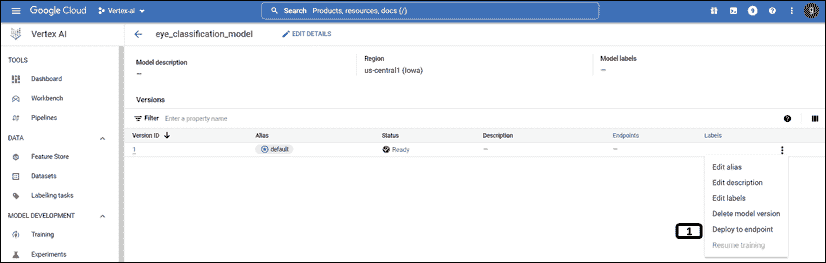 Google Cloud Vertex-ai Search Products, resources, docs (/) 9
Vertex AI eye_classification_model EDIT DETAILS
TOOLS
Dashboard
Workbench
Pipelines
DATA
Feature Store
Datasets
Labelling tasks
MODEL DEVELOPMENT
Training
Experiments
Model description
–
Region
us-central1 (Iowa)
Model labels
–
Versions
Filter Enter a property name
Version ID Alias Status Description Endpoints Labels
1 default Ready – –
Edit alias
Edit description
Edit labels
Delete model version
1 Deploy to endpoint
Resume training